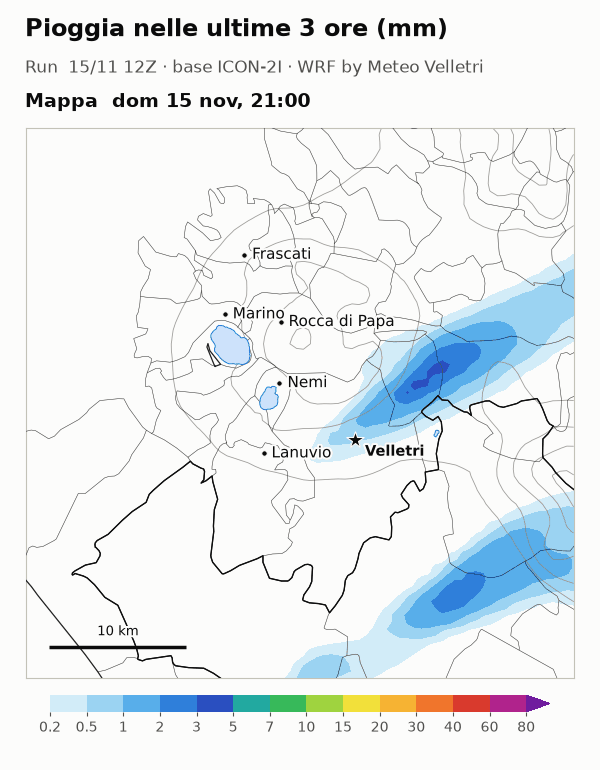 Pioggia nelle ultime 3 ore (mm)
Run  15/11 12Z · base ICON-2I · WRF by Meteo Velletri
Mappa  dom 15 nov, 21:00
Frascati
Marino
Rocca di Papa
Nemi
Velletri
Lanuvio
10 km
0.2 0.5 1 2 3 5 7 10 15 20 30 40 60 80